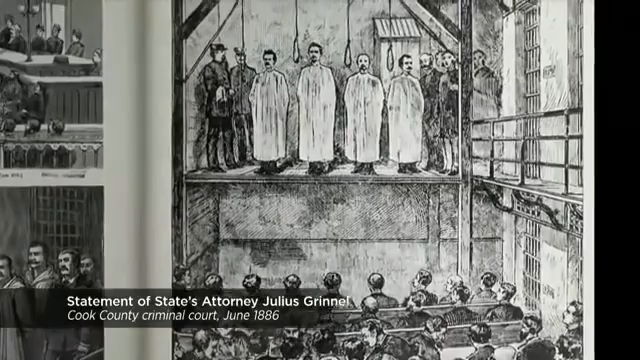 Statement of State's Attorney Julius Grinnel
Cook County criminal court, June 1886